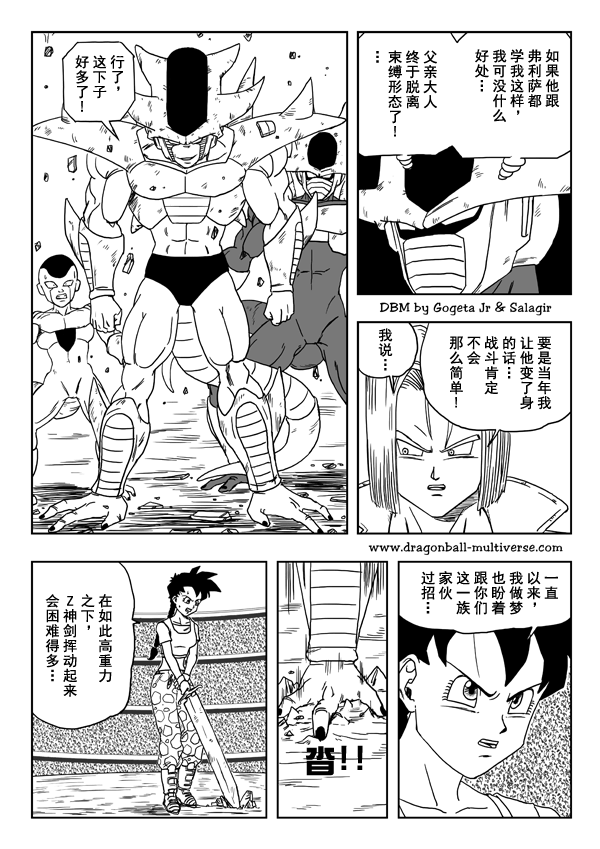 如果他跟
弗利萨都
学我这样,
我可没什么
好处…
父亲大人
终于脱离
束缚形态了!
…
DBM by Gogeta Jr & Salagir
要是当年我
让他变了身
的话…
战斗肯定
不会
那么简单!
我说…
行了,
这下子
好多了!
www.dragonball-multiverse.com
一直
以来,
我做梦
也盼着
跟你们
这一族
家伙
过招…
沓!!
在如此高重力
之下,
Z神剑挥动起来
会困难得多…